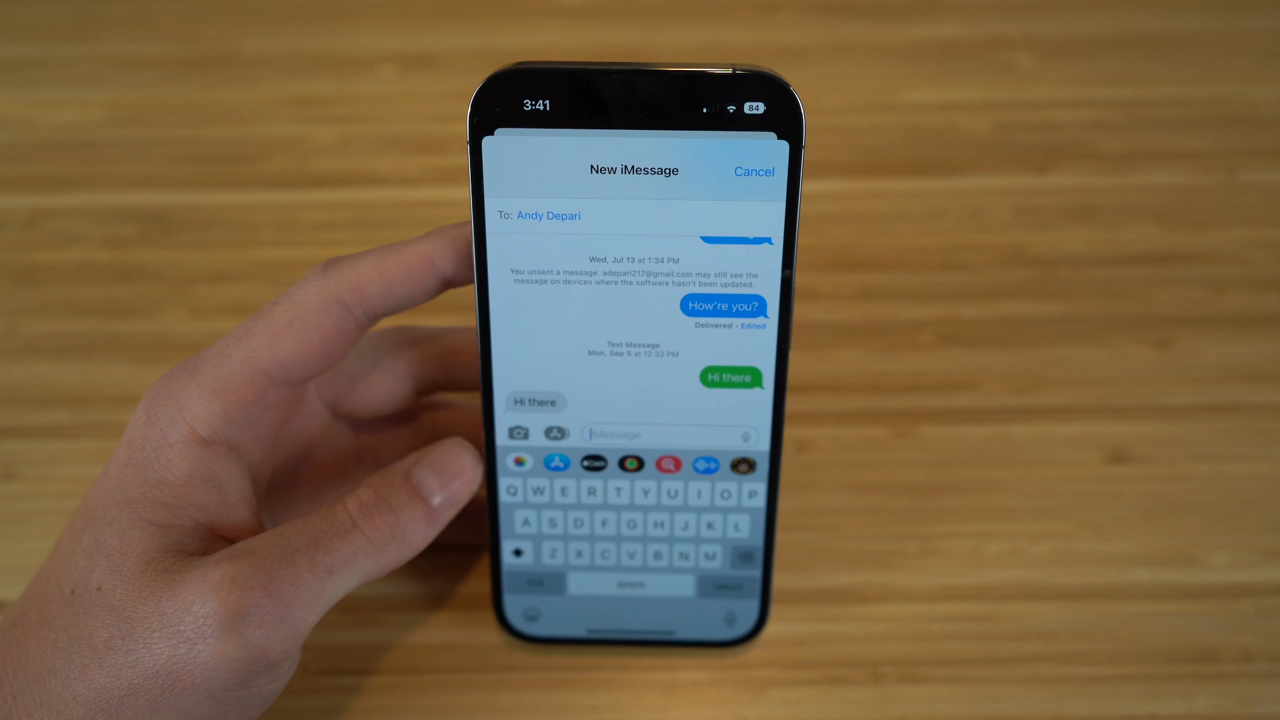 3:41
84
New iMessage
Cancel
To: Andy Depari
Wed, Jul 13 at 1:34 PM
You unsent a message. adepari217@gmail.com may still see the
message on devices where the software hasn't been updated.
How're you?
Delivered • Edited
Text Message
Mon, Sep 5 at 12:32 PM
Hi there
Hi there
iMessage
Q W E R T Y U I O P
A S D F G H J K L
Z X C V B N M
space